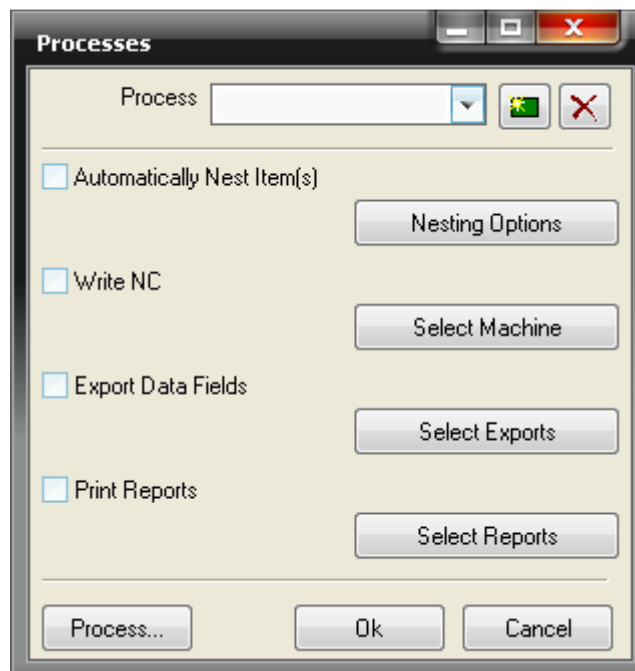 Processes
Process
Automatically Nest Item(s)
Nesting Options
Write NC
Select Machine
Export Data Fields
Select Exports
Print Reports
Select Reports
Process... Ok Cancel